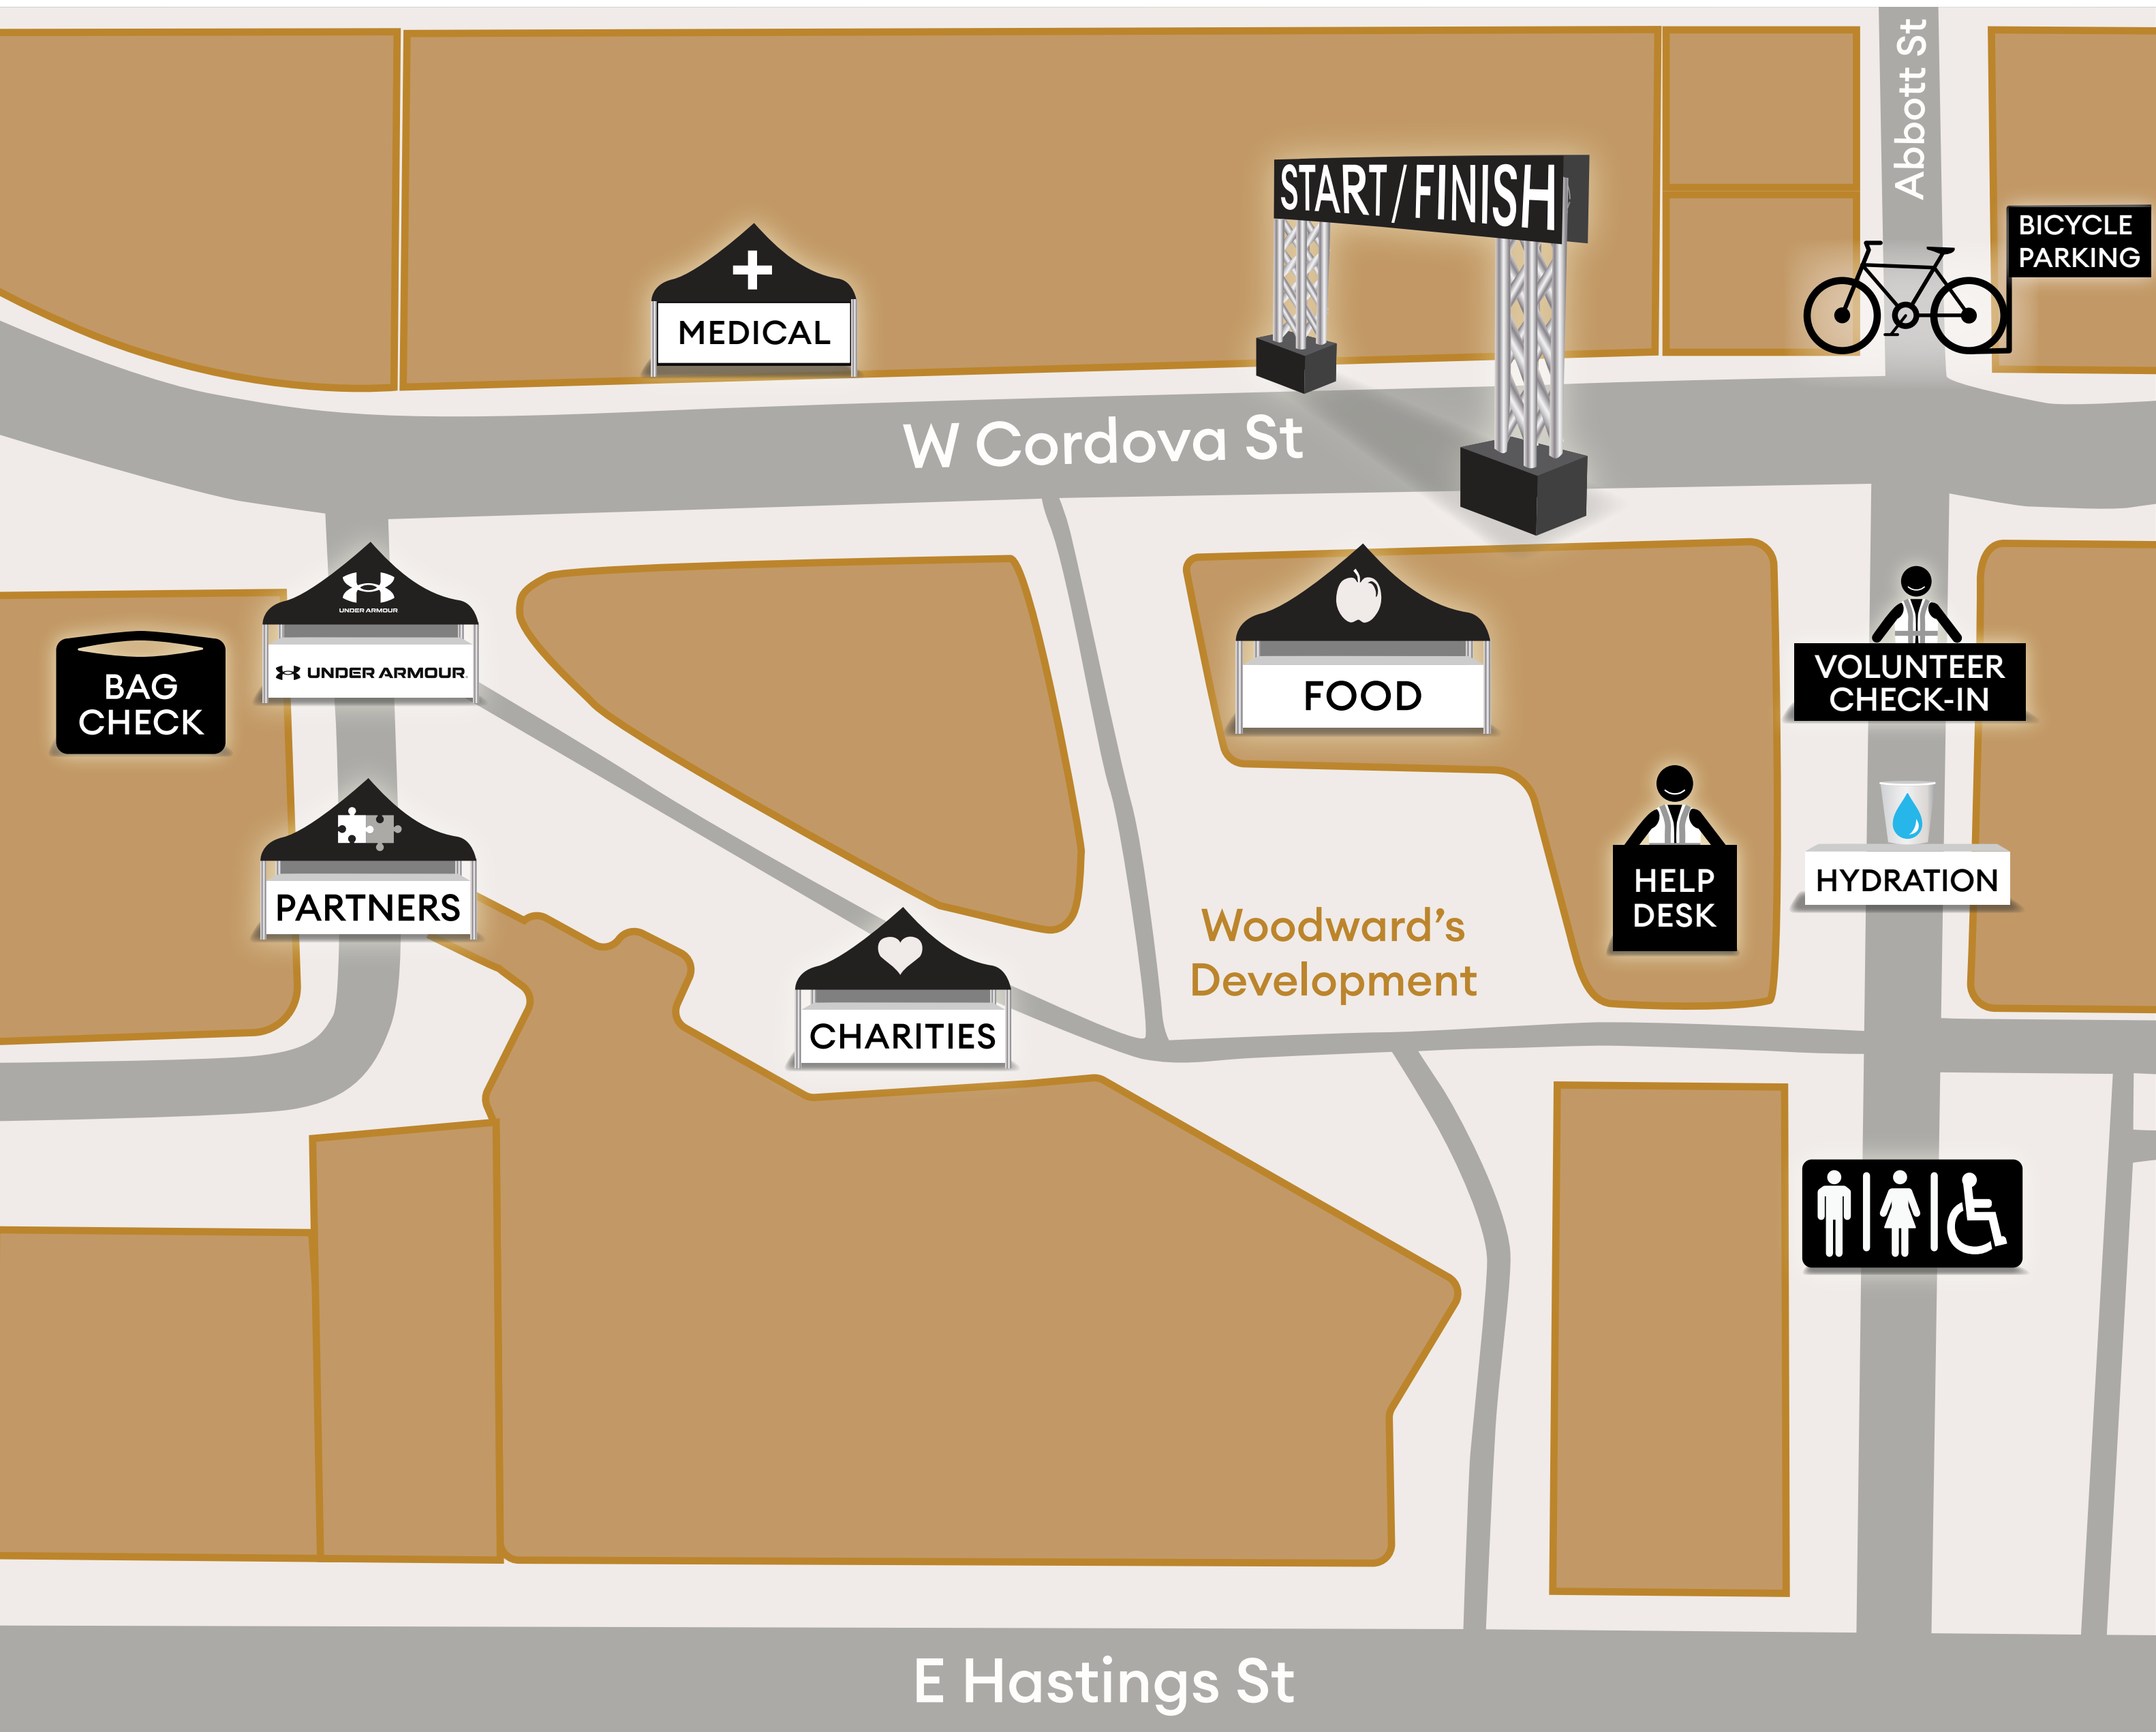 Abbott St
START/FINISH
BICYCLE
PARKING
MEDICAL
W Cordova St
UNDER ARMOUR
UNDER ARMOUR
BAG
CHECK
FOOD
VOLUNTEER
CHECK-IN
PARTNERS
HELP
DESK
HYDRATION
Woodward's
Development
CHARITIES
E Hastings St